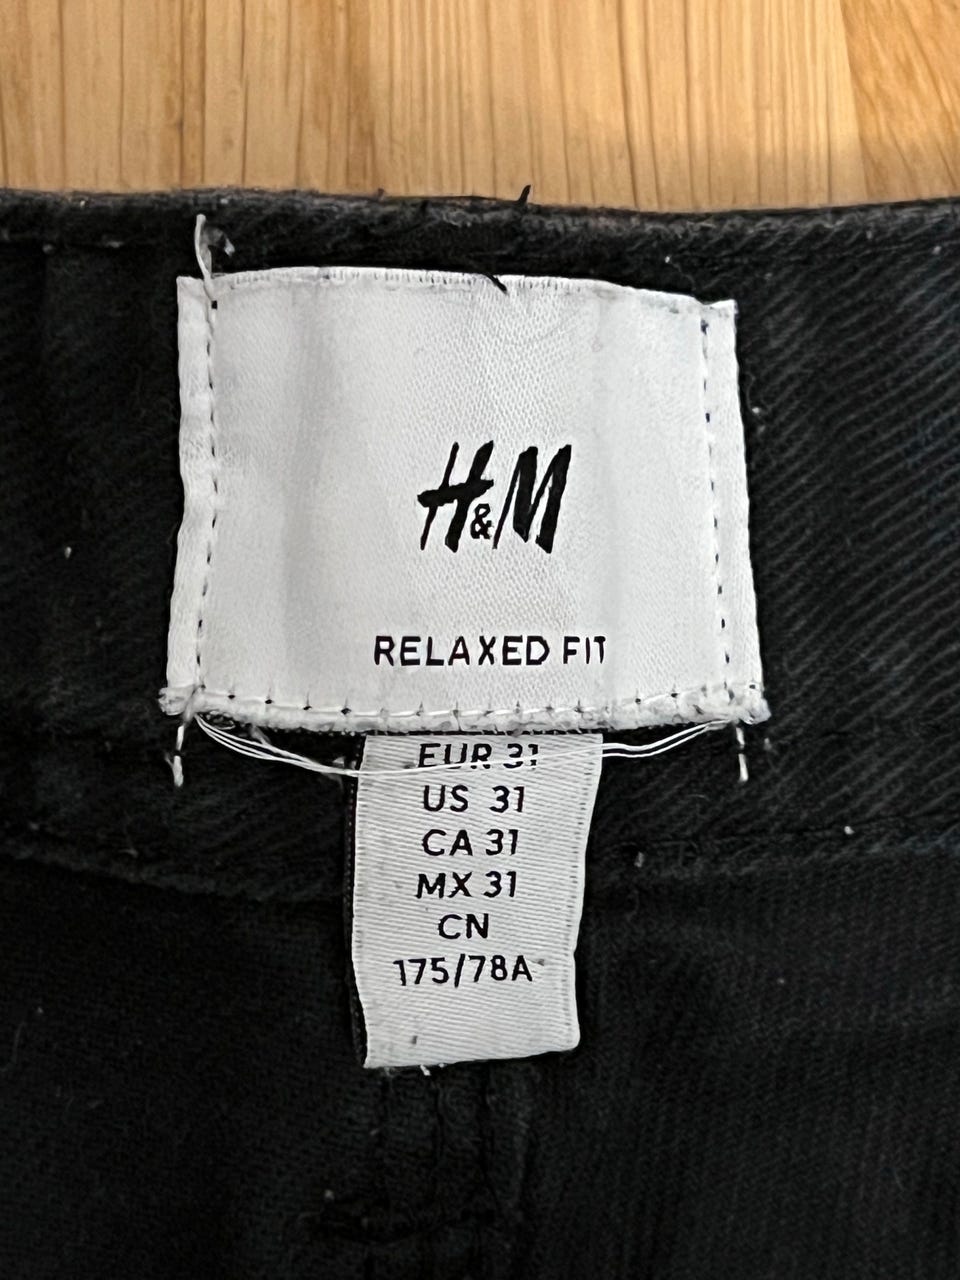 H&M
RELAXED FIT
EUR 31
US 31
CA 31
MX 31
CN
175/78A